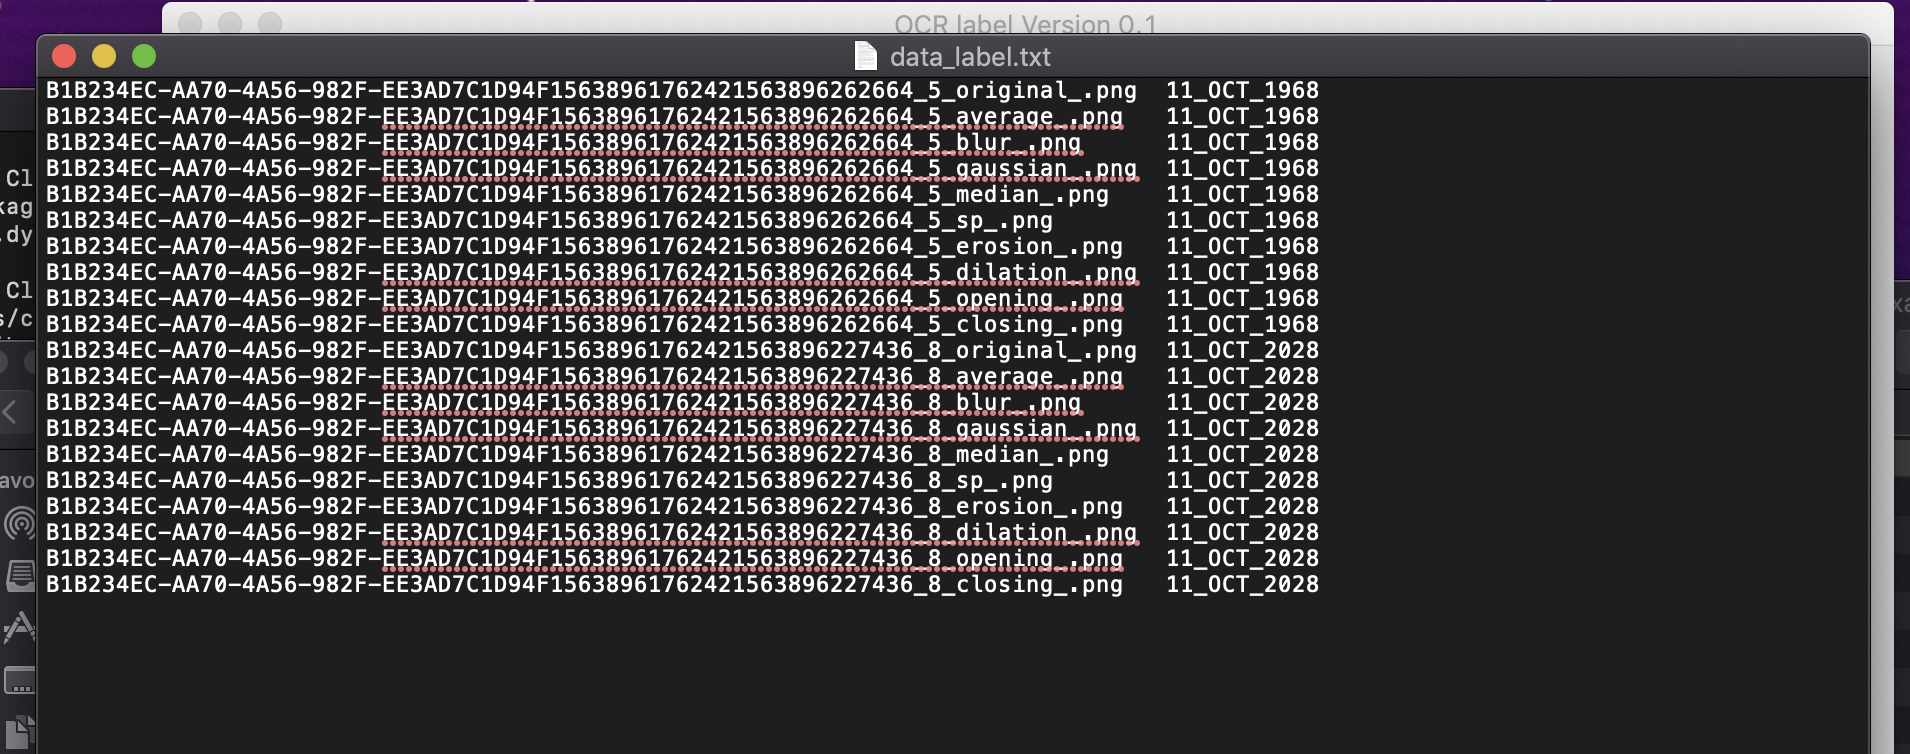 OCR label Version 0.1
data_label.txt
B1B234EC-AA70-4A56-982F-EE3AD7C1D94F15638961762421563896262664_5_original_.png 11_OCT_1968
B1B234EC-AA70-4A56-982F-EE3AD7C1D94F15638961762421563896262664_5_average_.png 11_OCT_1968
B1B234EC-AA70-4A56-982F-EE3AD7C1D94F15638961762421563896262664_5_blur_.png 11_OCT_1968
B1B234EC-AA70-4A56-982F-EE3AD7C1D94F15638961762421563896262664_5_gaussian_.png 11_OCT_1968
B1B234EC-AA70-4A56-982F-EE3AD7C1D94F15638961762421563896262664_5_median_.png 11_OCT_1968
B1B234EC-AA70-4A56-982F-EE3AD7C1D94F15638961762421563896262664_5_sp_.png 11_OCT_1968
B1B234EC-AA70-4A56-982F-EE3AD7C1D94F15638961762421563896262664_5_erosion_.png 11_OCT_1968
B1B234EC-AA70-4A56-982F-EE3AD7C1D94F15638961762421563896262664_5_dilation_.png 11_OCT_1968
B1B234EC-AA70-4A56-982F-EE3AD7C1D94F15638961762421563896262664_5_opening_.png 11_OCT_1968
B1B234EC-AA70-4A56-982F-EE3AD7C1D94F15638961762421563896262664_5_closing_.png 11_OCT_1968
B1B234EC-AA70-4A56-982F-EE3AD7C1D94F15638961762421563896227436_8_original_.png 11_OCT_2028
B1B234EC-AA70-4A56-982F-EE3AD7C1D94F15638961762421563896227436_8_average_.png 11_OCT_2028
B1B234EC-AA70-4A56-982F-EE3AD7C1D94F15638961762421563896227436_8_blur_.png 11_OCT_2028
B1B234EC-AA70-4A56-982F-EE3AD7C1D94F15638961762421563896227436_8_gaussian_.png 11_OCT_2028
B1B234EC-AA70-4A56-982F-EE3AD7C1D94F15638961762421563896227436_8_median_.png 11_OCT_2028
B1B234EC-AA70-4A56-982F-EE3AD7C1D94F15638961762421563896227436_8_sp_.png 11_OCT_2028
B1B234EC-AA70-4A56-982F-EE3AD7C1D94F15638961762421563896227436_8_erosion_.png 11_OCT_2028
B1B234EC-AA70-4A56-982F-EE3AD7C1D94F15638961762421563896227436_8_dilation_.png 11_OCT_2028
B1B234EC-AA70-4A56-982F-EE3AD7C1D94F15638961762421563896227436_8_opening_.png 11_OCT_2028
B1B234EC-AA70-4A56-982F-EE3AD7C1D94F15638961762421563896227436_8_closing_.png 11_OCT_2028
Cl
kag
.dy
Cl
s/c
avo